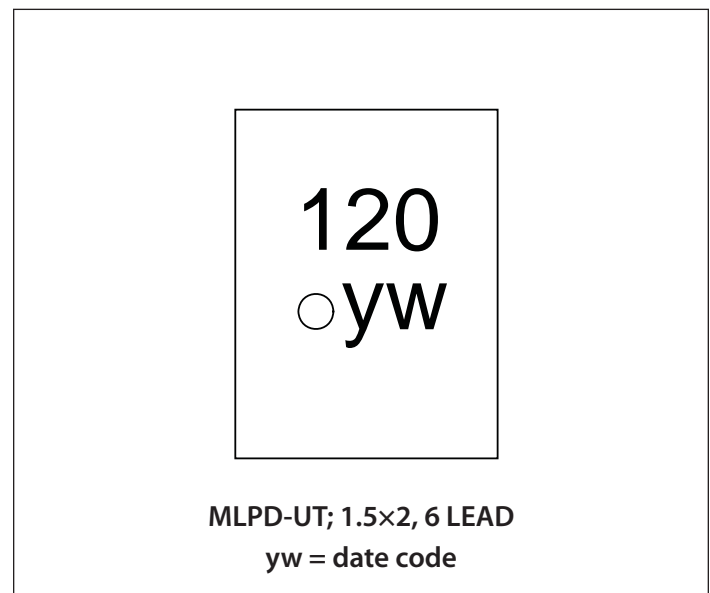 120
yw
MLPD-UT; 1.5×2, 6 LEAD
yw = date code